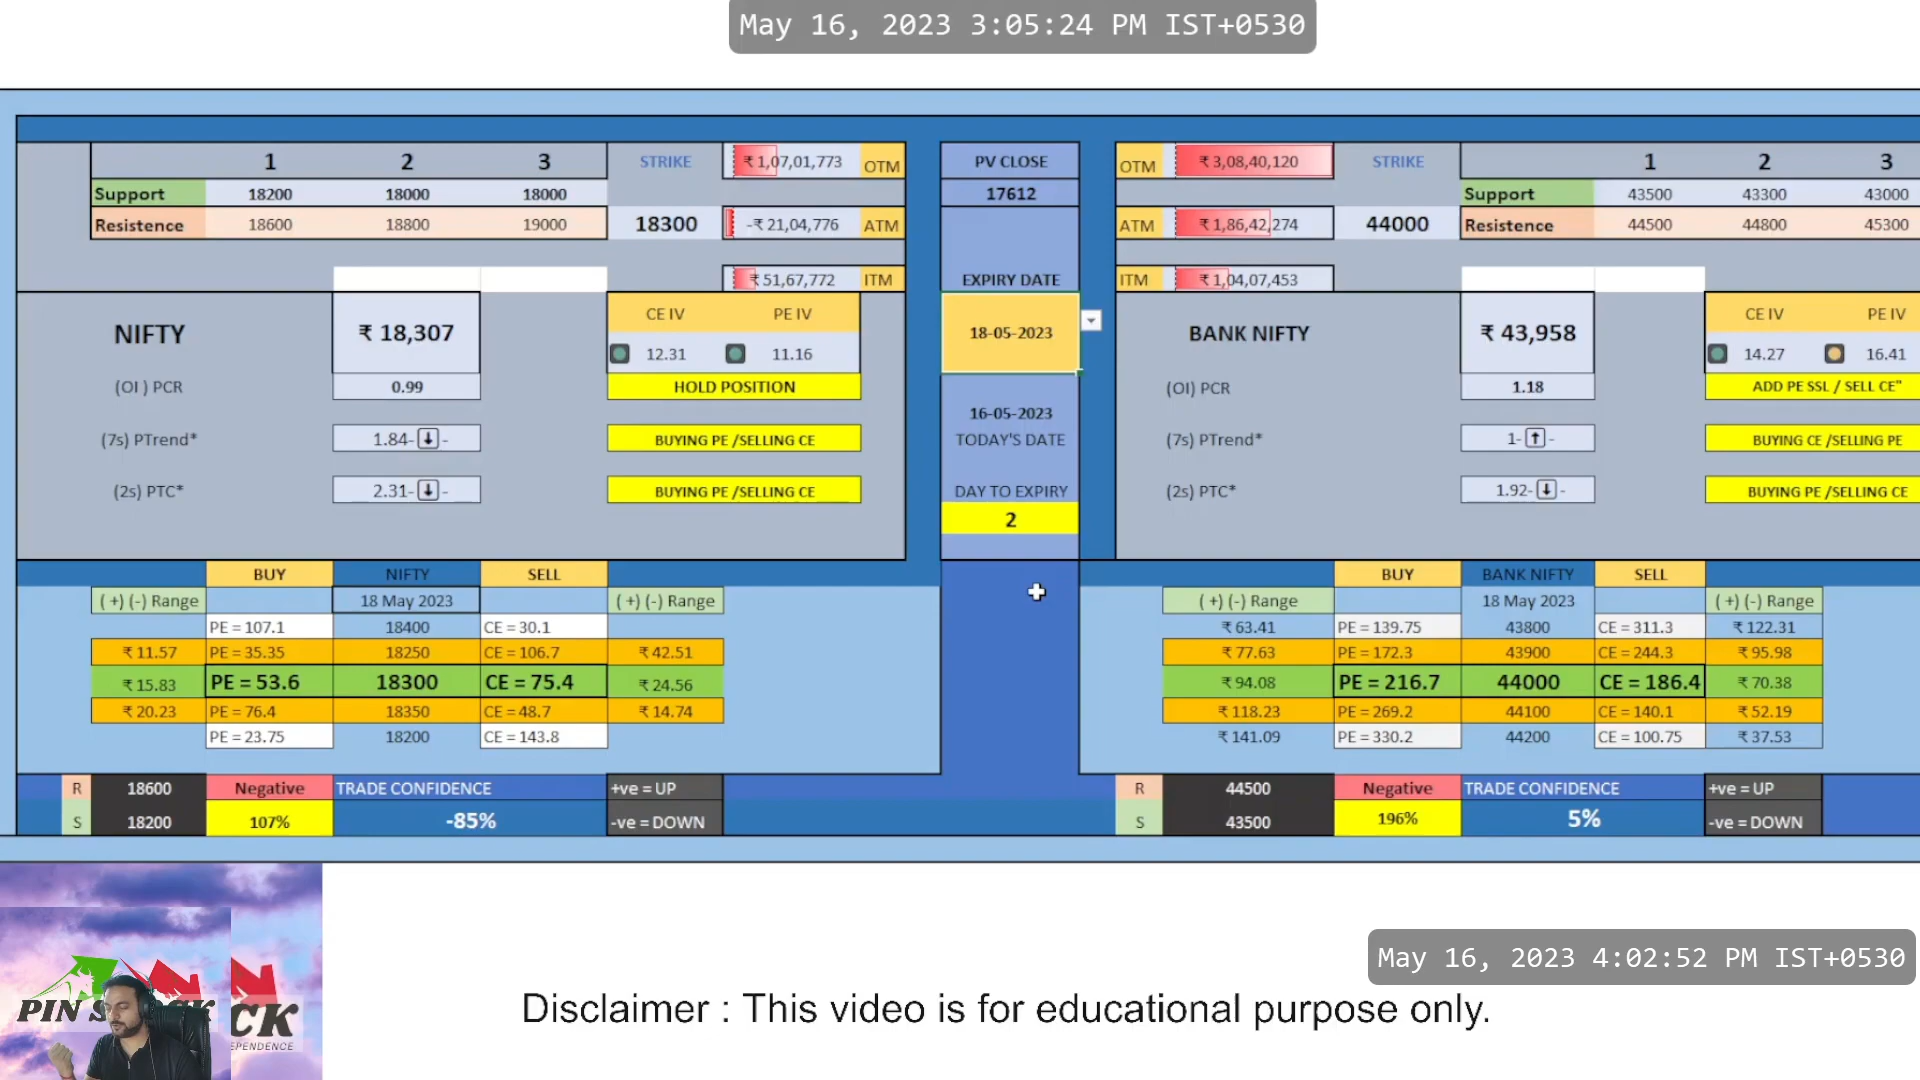 May 16, 2023 3:05:24 PM IST+0530
1 2 3 STRIKE ₹ 1,07,01,773 OTM
Support 18200 18000 18000
Resistence 18600 18800 19000 18300 -₹ 21,04,776 ATM
₹ 51,67,772 ITM
NIFTY ₹ 18,307 CE IV PE IV
12.31 11.16
(OI ) PCR 0.99 HOLD POSITION
(7s) PTrend* 1.84-↓- BUYING PE /SELLING CE
(2s) PTC* 2.31-↓- BUYING PE /SELLING CE
PV CLOSE
17612
EXPIRY DATE
18-05-2023
16-05-2023
TODAY'S DATE
DAY TO EXPIRY
2
OTM ₹ 3,08,40,120 STRIKE 1 2 3
Support 43500 43300 43000
ATM ₹ 1,86,42,274 44000 Resistence 44500 44800 45300
ITM ₹ 1,04,07,453
BANK NIFTY ₹ 43,958 CE IV PE IV
14.27 16.41
(OI) PCR 1.18 ADD PE SSL / SELL CE"
(7s) PTrend* 1-↑- BUYING CE /SELLING PE
(2s) PTC* 1.92-↓- BUYING PE /SELLING CE
BUY NIFTY SELL
( +) (-) Range 18 May 2023 ( +) (-) Range
PE = 107.1 18400 CE = 30.1
₹ 11.57 PE = 35.35 18250 CE = 106.7 ₹ 42.51
₹ 15.83 PE = 53.6 18300 CE = 75.4 ₹ 24.56
₹ 20.23 PE = 76.4 18350 CE = 48.7 ₹ 14.74
PE = 23.75 18200 CE = 143.8
R 18600 Negative TRADE CONFIDENCE +ve = UP
S 18200 107% -85% -ve = DOWN
BUY BANK NIFTY SELL
( +) (-) Range 18 May 2023 ( +) (-) Range
₹ 63.41 PE = 139.75 43800 CE = 311.3 ₹ 122.31
₹ 77.63 PE = 172.3 43900 CE = 244.3 ₹ 95.98
₹ 94.08 PE = 216.7 44000 CE = 186.4 ₹ 70.38
₹ 118.23 PE = 269.2 44100 CE = 140.1 ₹ 52.19
₹ 141.09 PE = 330.2 44200 CE = 100.75 ₹ 37.53
R 44500 Negative TRADE CONFIDENCE +ve = UP
S 43500 196% 5% -ve = DOWN
May 16, 2023 4:02:52 PM IST+0530
Disclaimer : This video is for educational purpose only.
PIN